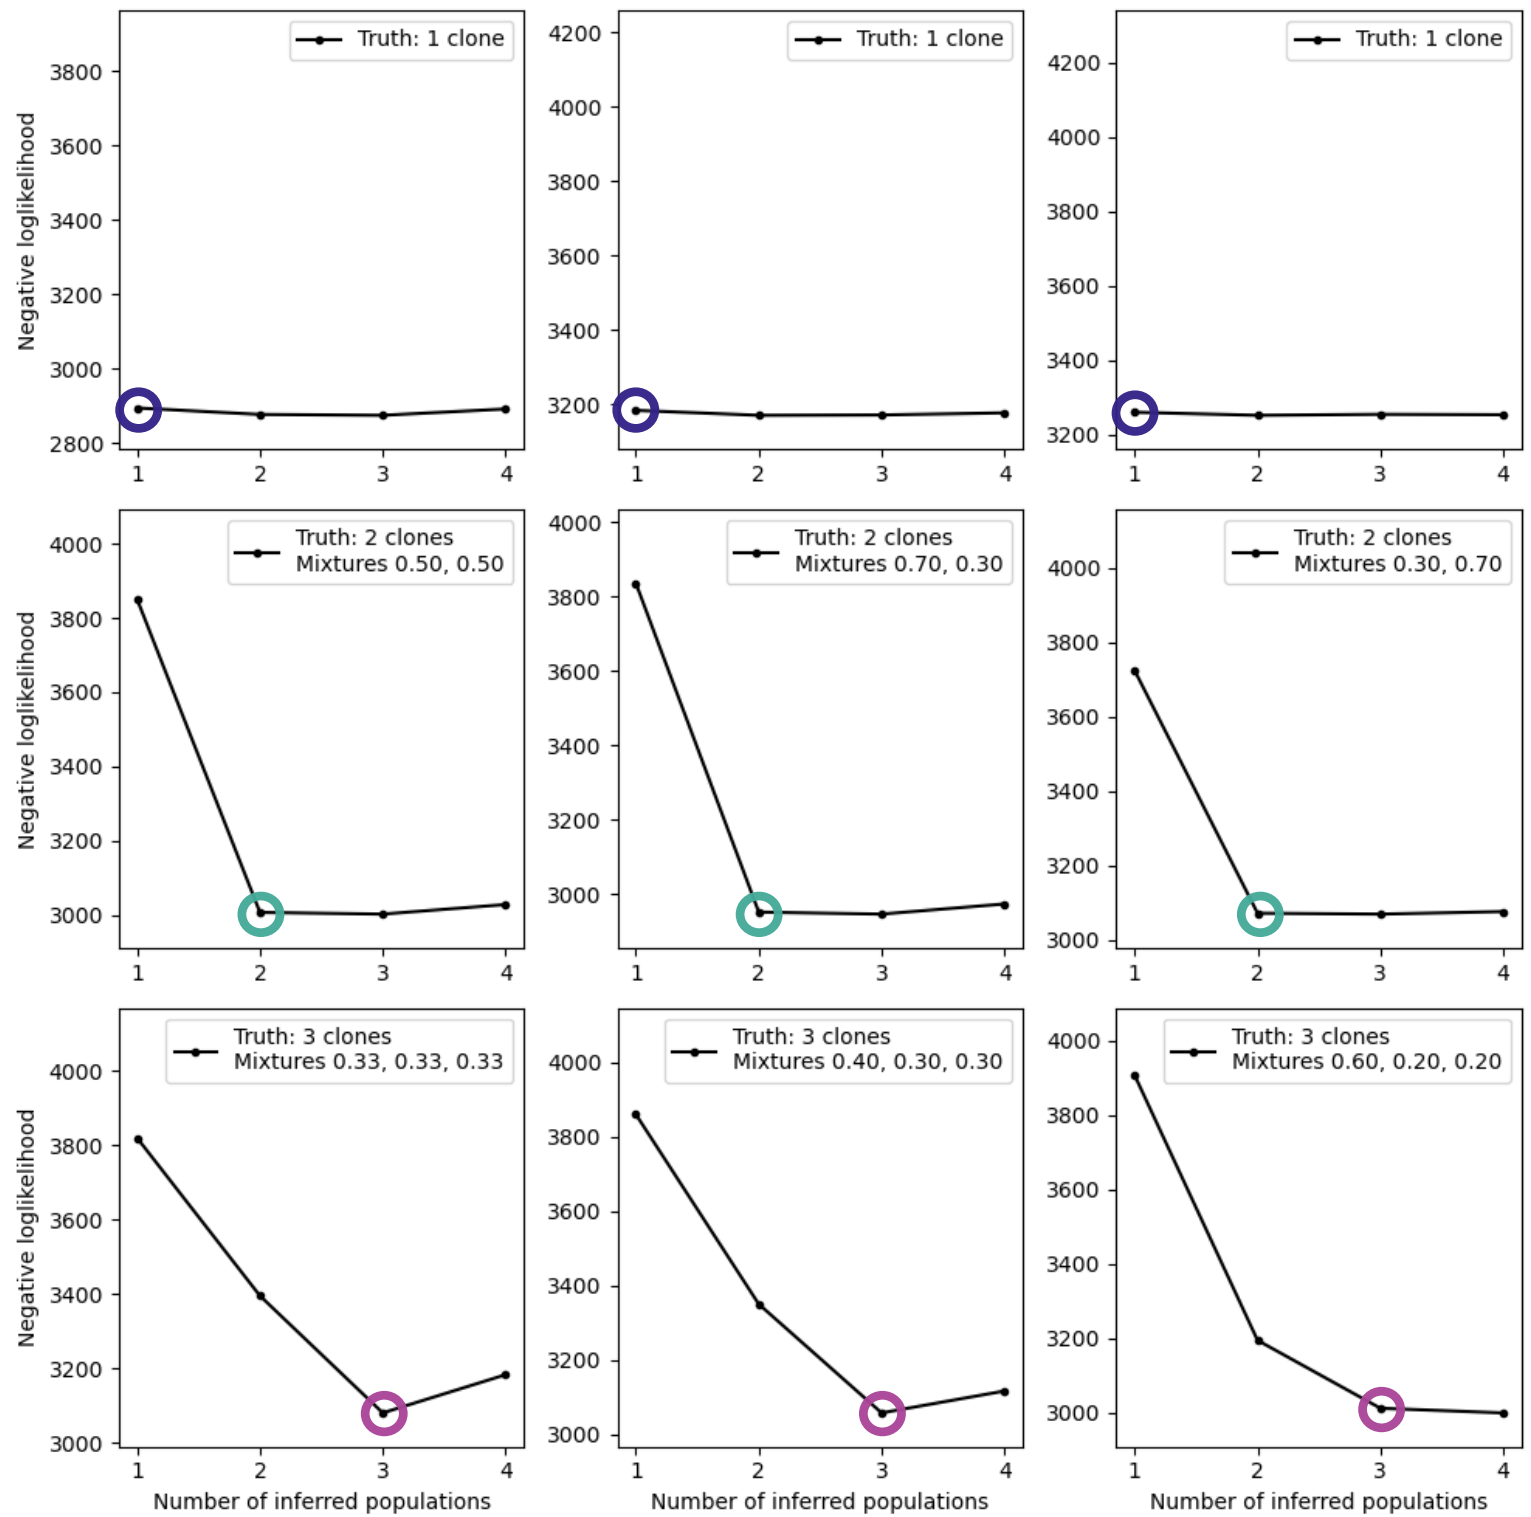 Truth: 1 clone
Negative loglikelihood
3800
3600
3400
3200
3000
2800
1 2 3 4
Truth: 1 clone
4200
4000
3800
3600
3400
3200
1 2 3 4
Truth: 1 clone
4200
4000
3800
3600
3400
3200
1 2 3 4
Truth: 2 clones
Mixtures 0.50, 0.50
Negative loglikelihood
4000
3800
3600
3400
3200
3000
1 2 3 4
Truth: 2 clones
Mixtures 0.70, 0.30
4000
3800
3600
3400
3200
3000
1 2 3 4
Truth: 2 clones
Mixtures 0.30, 0.70
4000
3800
3600
3400
3200
3000
1 2 3 4
Truth: 3 clones
Mixtures 0.33, 0.33, 0.33
Negative loglikelihood
4000
3800
3600
3400
3200
3000
1 2 3 4
Number of inferred populations
Truth: 3 clones
Mixtures 0.40, 0.30, 0.30
4000
3800
3600
3400
3200
3000
1 2 3 4
Number of inferred populations
Truth: 3 clones
Mixtures 0.60, 0.20, 0.20
4000
3800
3600
3400
3200
3000
1 2 3 4
Number of inferred populations